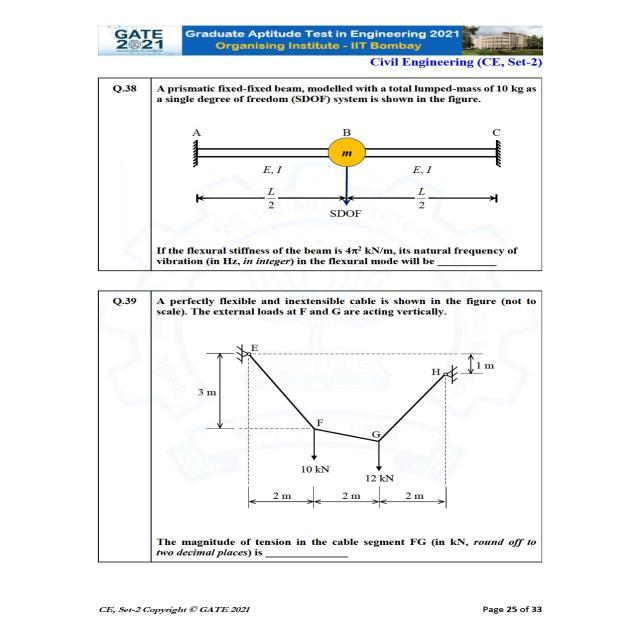 GATE
2021
Graduate Aptitude Test in Engineering 2021
Organising Institute - IIT Bombay
Civil Engineering (CE, Set-2)
Q.38
A prismatic fixed-fixed beam, modelled with a total lumped-mass of 10 kg as
a single degree of freedom (SDOF) system is shown in the figure.
A B C
m
E, I E, I
L/2 L/2
SDOF
If the flexural stiffness of the beam is 4π² kN/m, its natural frequency of
vibration (in Hz, in integer) in the flexural mode will be __________
Q.39
A perfectly flexible and inextensible cable is shown in the figure (not to
scale). The external loads at F and G are acting vertically.
E
H 1 m
3 m
F
G
10 kN
12 kN
2 m 2 m 2 m
The magnitude of tension in the cable segment FG (in kN, round off to
two decimal places) is ______________
CE, Set-2 Copyright © GATE 2021 Page 25 of 33